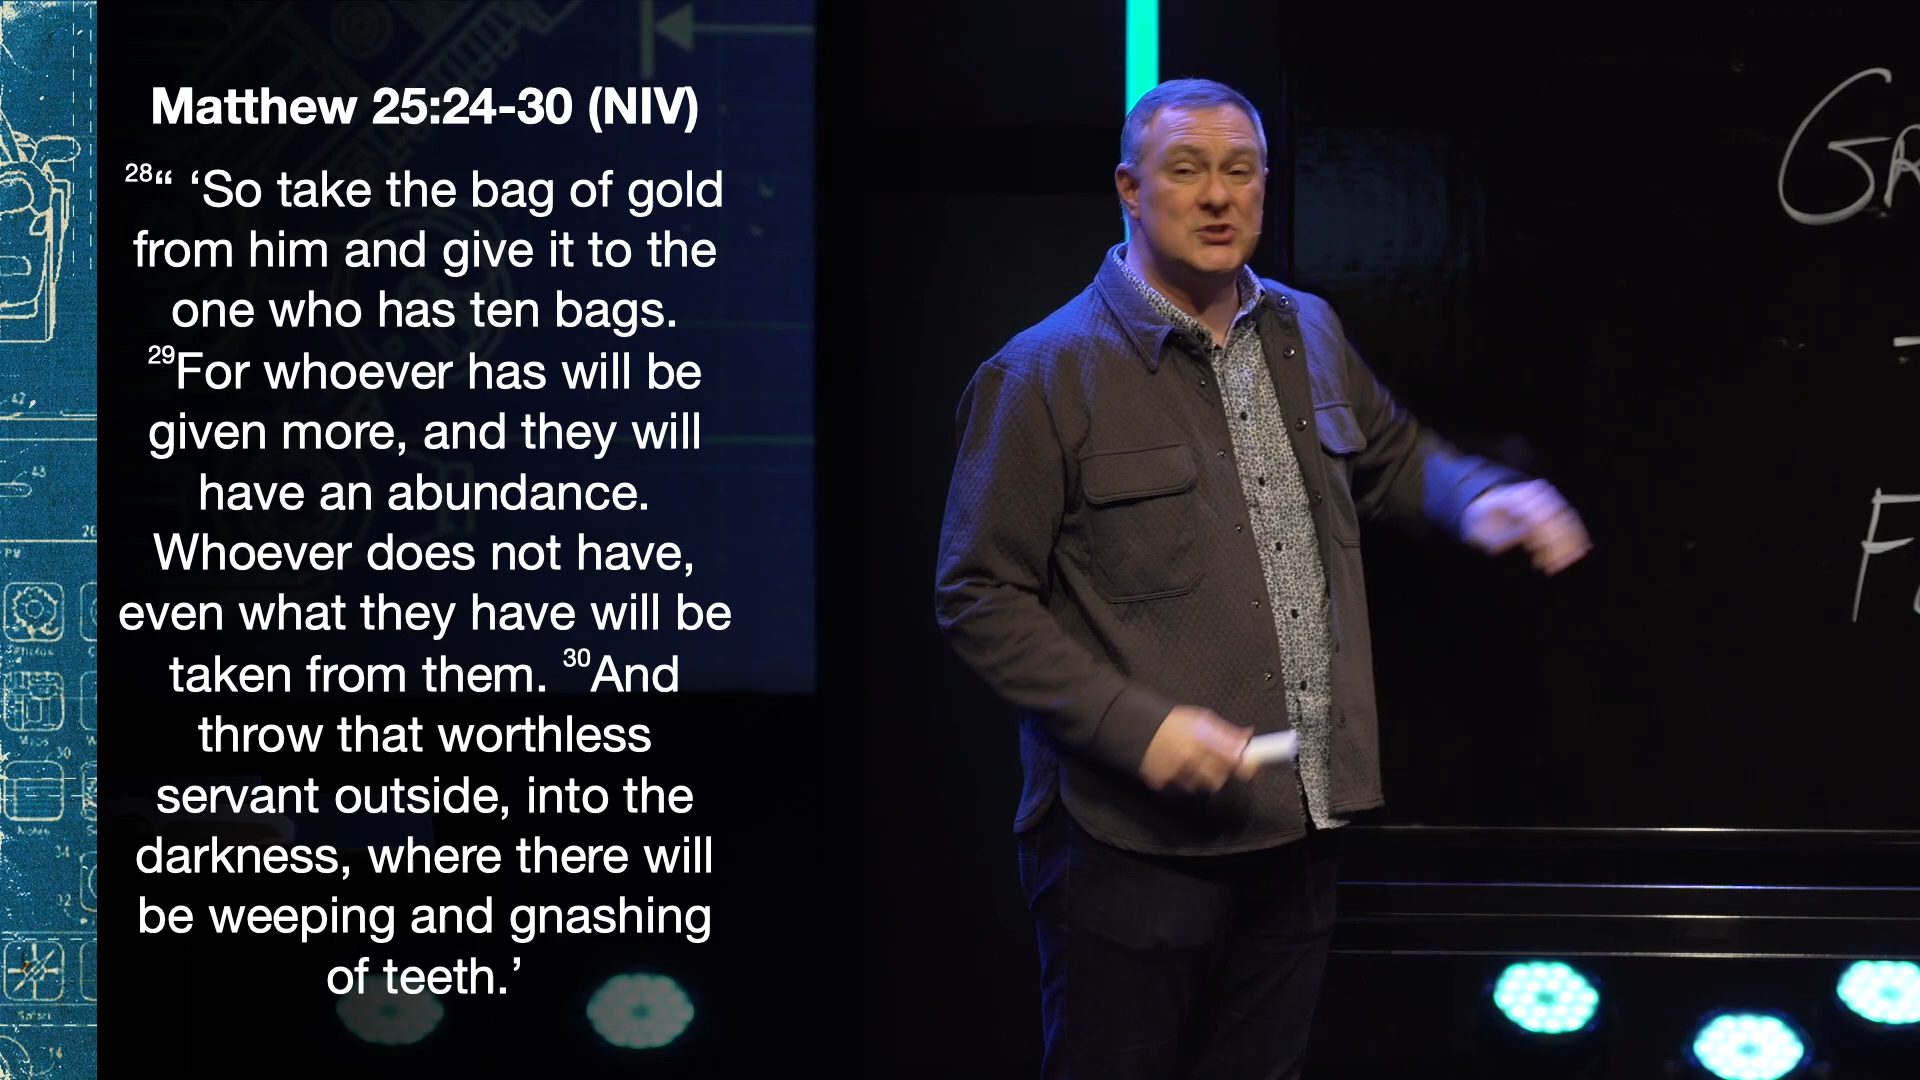 Matthew 25:24-30 (NIV)
28“ ‘So take the bag of gold
from him and give it to the
one who has ten bags.
29For whoever has will be
given more, and they will
have an abundance.
Whoever does not have,
even what they have will be
taken from them. 30And
throw that worthless
servant outside, into the
darkness, where there will
be weeping and gnashing
of teeth.’